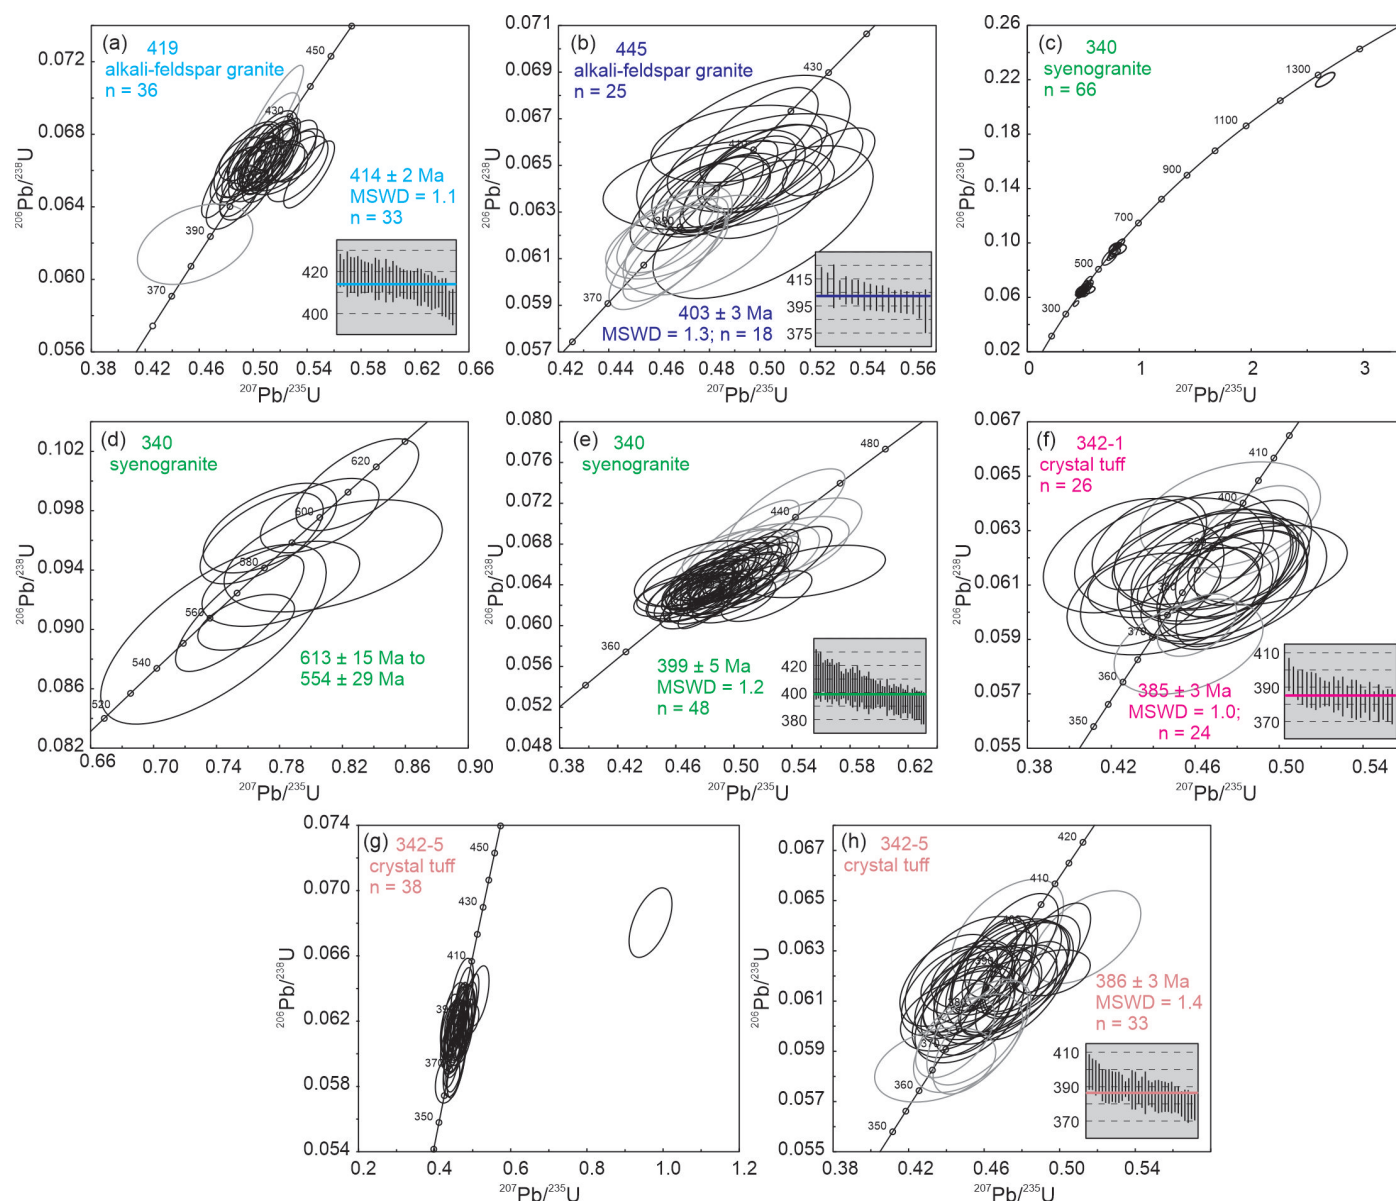 (a) 419
alkali-feldspar granite
n = 36
414 ± 2 Ma
MSWD = 1.1
n = 33
420
400
450
430
390
370
0.072
0.068
0.064
0.060
0.056
0.38 0.42 0.46 0.50 0.54 0.58 0.62 0.66
206Pb/238U
207Pb/235U
(b) 445
alkali-feldspar granite
n = 25
403 ± 3 Ma
MSWD = 1.3; n = 18
415
395
375
430
370
0.071
0.069
0.067
0.065
0.063
0.061
0.059
0.057
0.42 0.44 0.46 0.48 0.50 0.52 0.54 0.56
206Pb/238U
207Pb/235U
(c) 340
syenogranite
n = 66
1300
1100
900
700
500
300
0.26
0.22
0.18
0.14
0.10
0.06
0.02
0 1 2 3
206Pb/238U
207Pb/235U
(d) 340
syenogranite
613 ± 15 Ma to
554 ± 29 Ma
620
600
580
560
540
520
0.102
0.098
0.094
0.090
0.086
0.082
0.66 0.70 0.74 0.78 0.82 0.86 0.90
206Pb/238U
207Pb/235U
(e) 340
syenogranite
399 ± 5 Ma
MSWD = 1.2
n = 48
420
400
380
480
440
360
0.080
0.076
0.072
0.068
0.064
0.060
0.056
0.052
0.048
0.38 0.42 0.46 0.50 0.54 0.58 0.62
206Pb/238U
207Pb/235U
(f) 342-1
crystal tuff
n = 26
385 ± 3 Ma
MSWD = 1.0;
n = 24
410
390
370
410
400
380
370
360
350
0.067
0.065
0.063
0.061
0.059
0.057
0.055
0.38 0.42 0.46 0.50 0.54
206Pb/238U
207Pb/235U
(g) 342-5
crystal tuff
n = 38
450
430
410
370
350
0.074
0.070
0.066
0.062
0.058
0.054
0.2 0.4 0.6 0.8 1.0 1.2
206Pb/238U
207Pb/235U
(h) 342-5
crystal tuff
386 ± 3 Ma
MSWD = 1.4
n = 33
410
390
370
420
410
370
360
350
0.067
0.065
0.063
0.061
0.059
0.057
0.055
0.38 0.42 0.46 0.50 0.54
206Pb/238U
207Pb/235U